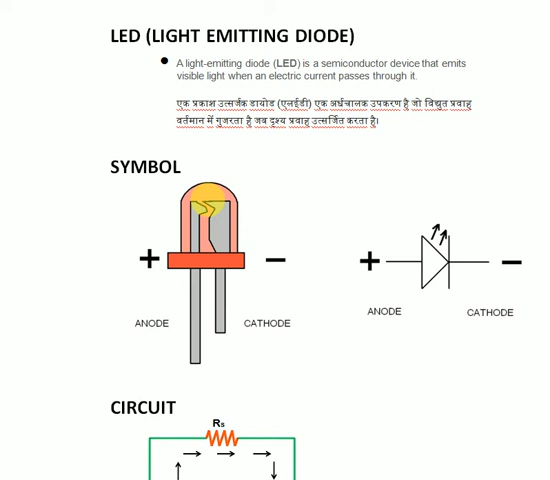 LED (LIGHT EMITTING DIODE)
A light-emitting diode (LED) is a semiconductor device that emits
visible light when an electric current passes through it.
एक प्रकाश उत्सर्जक डायोड (एलईडी) एक अर्धचालक उपकरण है जो विद्युत प्रवाह
वर्तमान में गुजरता है जब दृश्य प्रवाह उत्सर्जित करता है।
SYMBOL
+ −
+ −
ANODE CATHODE
ANODE CATHODE
CIRCUIT
Rs